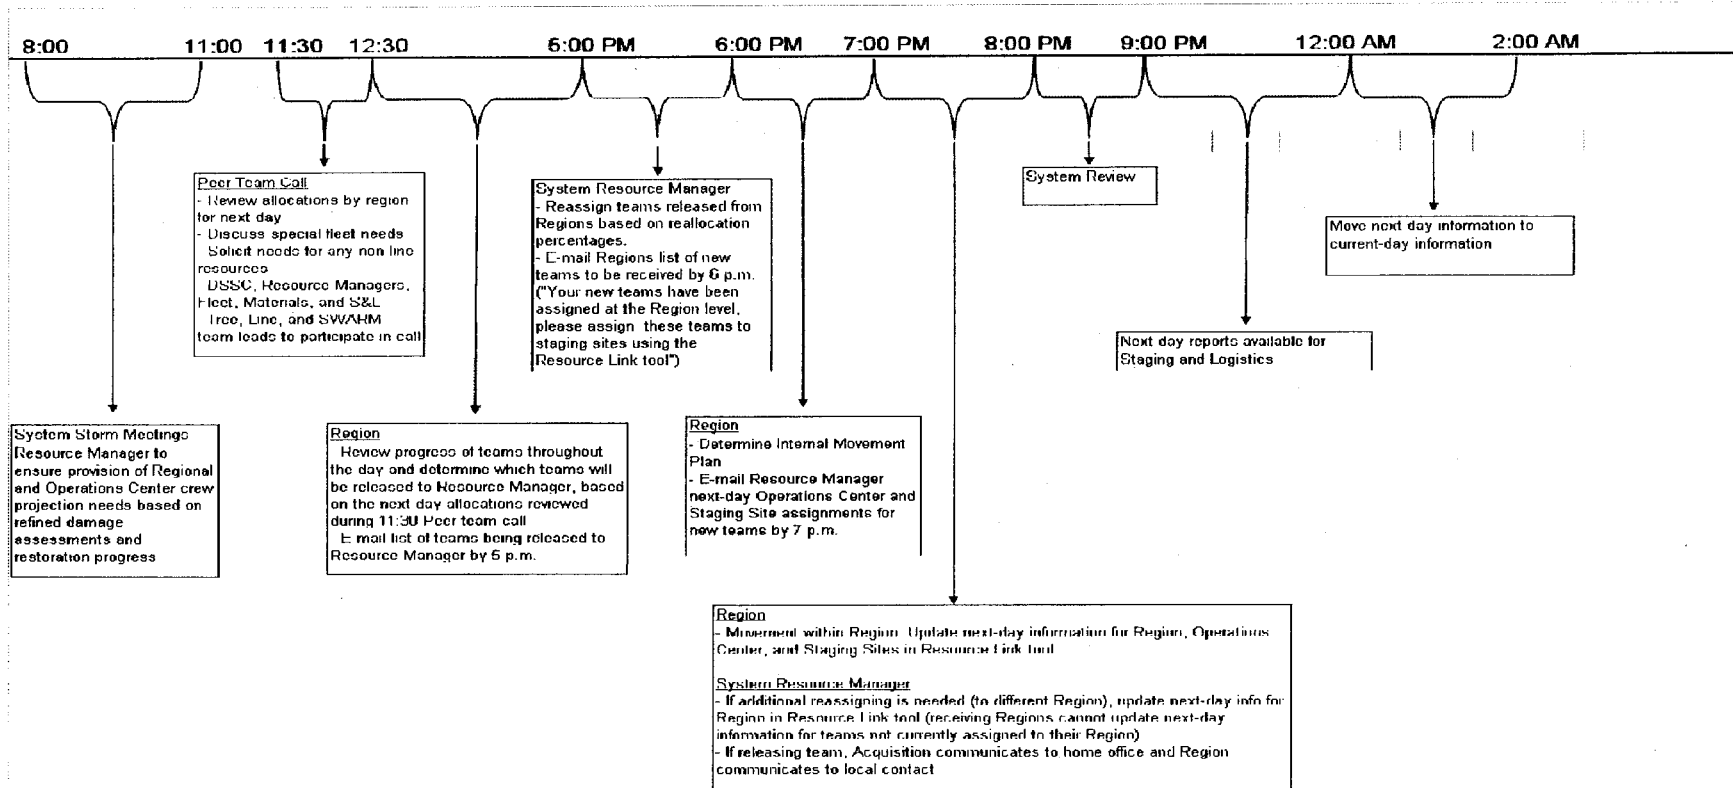 8:00 11:00 11:30 12:30 5:00 PM 6:00 PM 7:00 PM 8:00 PM 9:00 PM 12:00 AM 2:00 AM
Peer Team Call
- Review allocations by region
for next day
- Discuss special fleet needs
Solicit needs for any non line
resources
DSSC, Resource Managers,
Fleet, Materials, and S&L
Tree, Line, and SWARM
team leads to participate in call
System Resource Manager
- Reassign teams released from
Regions based on reallocation
percentages.
- E-mail Regions list of new
teams to be received by 6 p.m.
("Your new teams have been
assigned at the Region level,
please assign these teams to
staging sites using the
Resource Link tool")
System Review
Move next day information to
current-day information
Next day reports available for
Staging and Logistics
System Storm Meetings
Resource Manager to
ensure provision of Regional
and Operations Center crew
projection needs based on
refined damage
assessments and
restoration progress
Region
Review progress of teams throughout
the day and determine which teams will
be released to Resource Manager, based
on the next day allocations reviewed
during 11:30 Peer team call
E mail list of teams being released to
Resource Manager by 5 p.m.
Region
- Determine Internal Movement
Plan
- E-mail Resource Manager
next-day Operations Center and
Staging Site assignments for
new teams by 7 p.m.
Region
- Movement within Region Update next-day information for Region, Operations
Center, and Staging Sites in Resource Link tool
System Resource Manager
- If additional reassigning is needed (to different Region), update next-day info for
Region in Resource Link tool (receiving Regions cannot update next-day
information for teams not currently assigned to their Region)
- If releasing team, Acquisition communicates to home office and Region
communicates to local contact